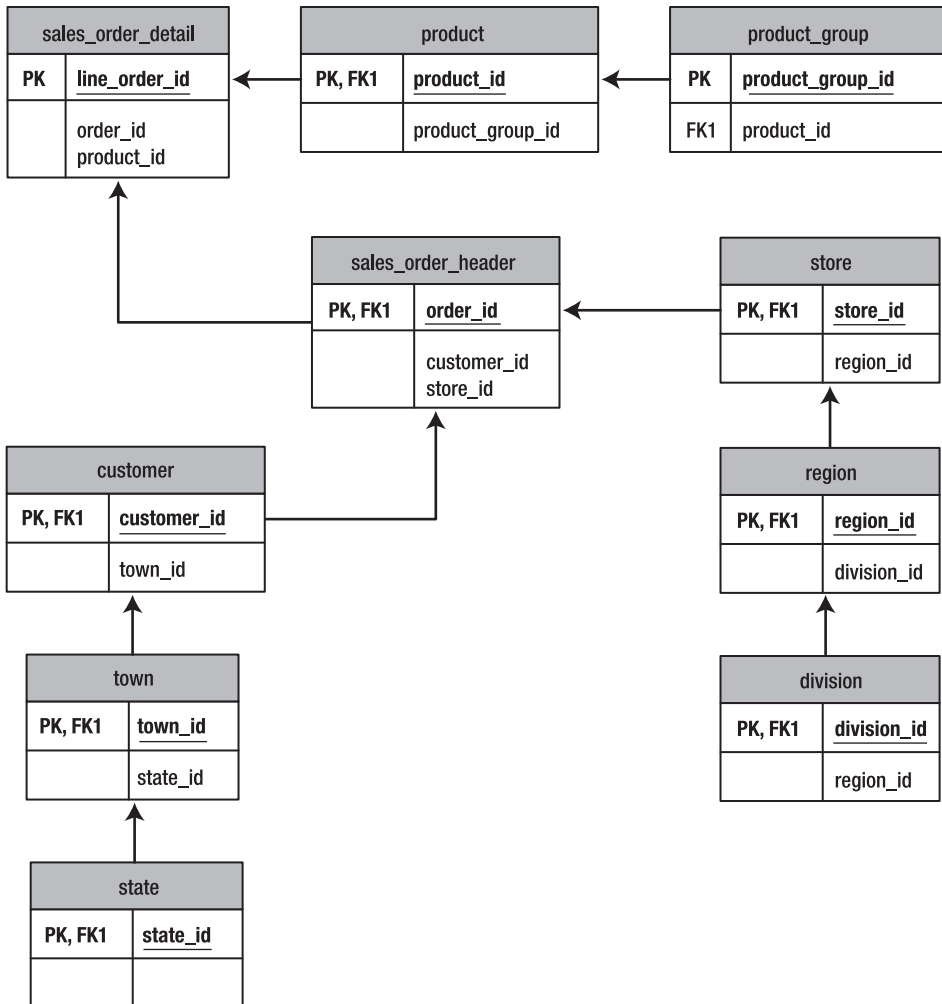 sales_order_detail
PK line_order_id
order_id
product_id
product
PK, FK1 product_id
product_group_id
product_group
PK product_group_id
FK1 product_id
sales_order_header
PK, FK1 order_id
customer_id
store_id
store
PK, FK1 store_id
region_id
customer
PK, FK1 customer_id
town_id
region
PK, FK1 region_id
division_id
town
PK, FK1 town_id
state_id
division
PK, FK1 division_id
region_id
state
PK, FK1 state_id